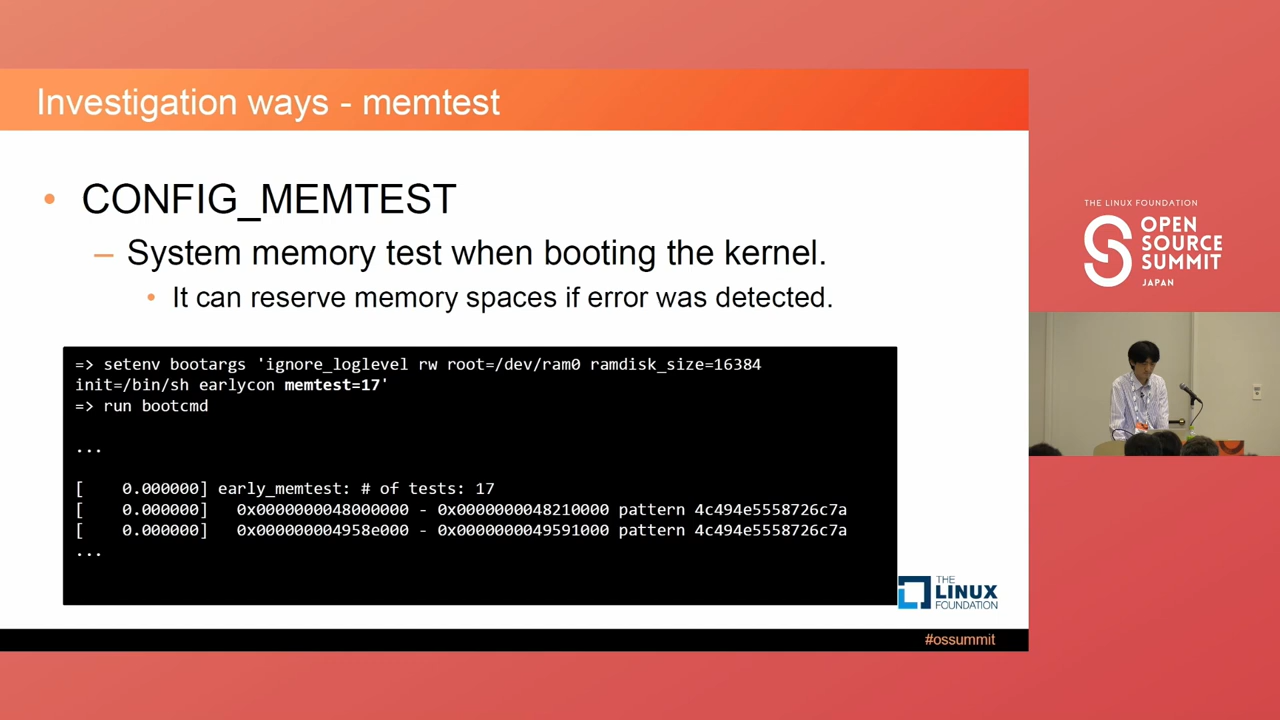 Investigation ways - memtest
• CONFIG_MEMTEST
– System memory test when booting the kernel.
• It can reserve memory spaces if error was detected.
=> setenv bootargs 'ignore_loglevel rw root=/dev/ram0 ramdisk_size=16384
init=/bin/sh earlycon memtest=17'
=> run bootcmd
...
[    0.000000] early_memtest: # of tests: 17
[    0.000000]   0x0000000048000000 - 0x0000000048210000 pattern 4c494e5558726c7a
[    0.000000]   0x000000004958e000 - 0x0000000049591000 pattern 4c494e5558726c7a
...
THE
LINUX
FOUNDATION
#ossummit
THE LINUX FOUNDATION
OPEN
SOURCE
SUMMIT
JAPAN